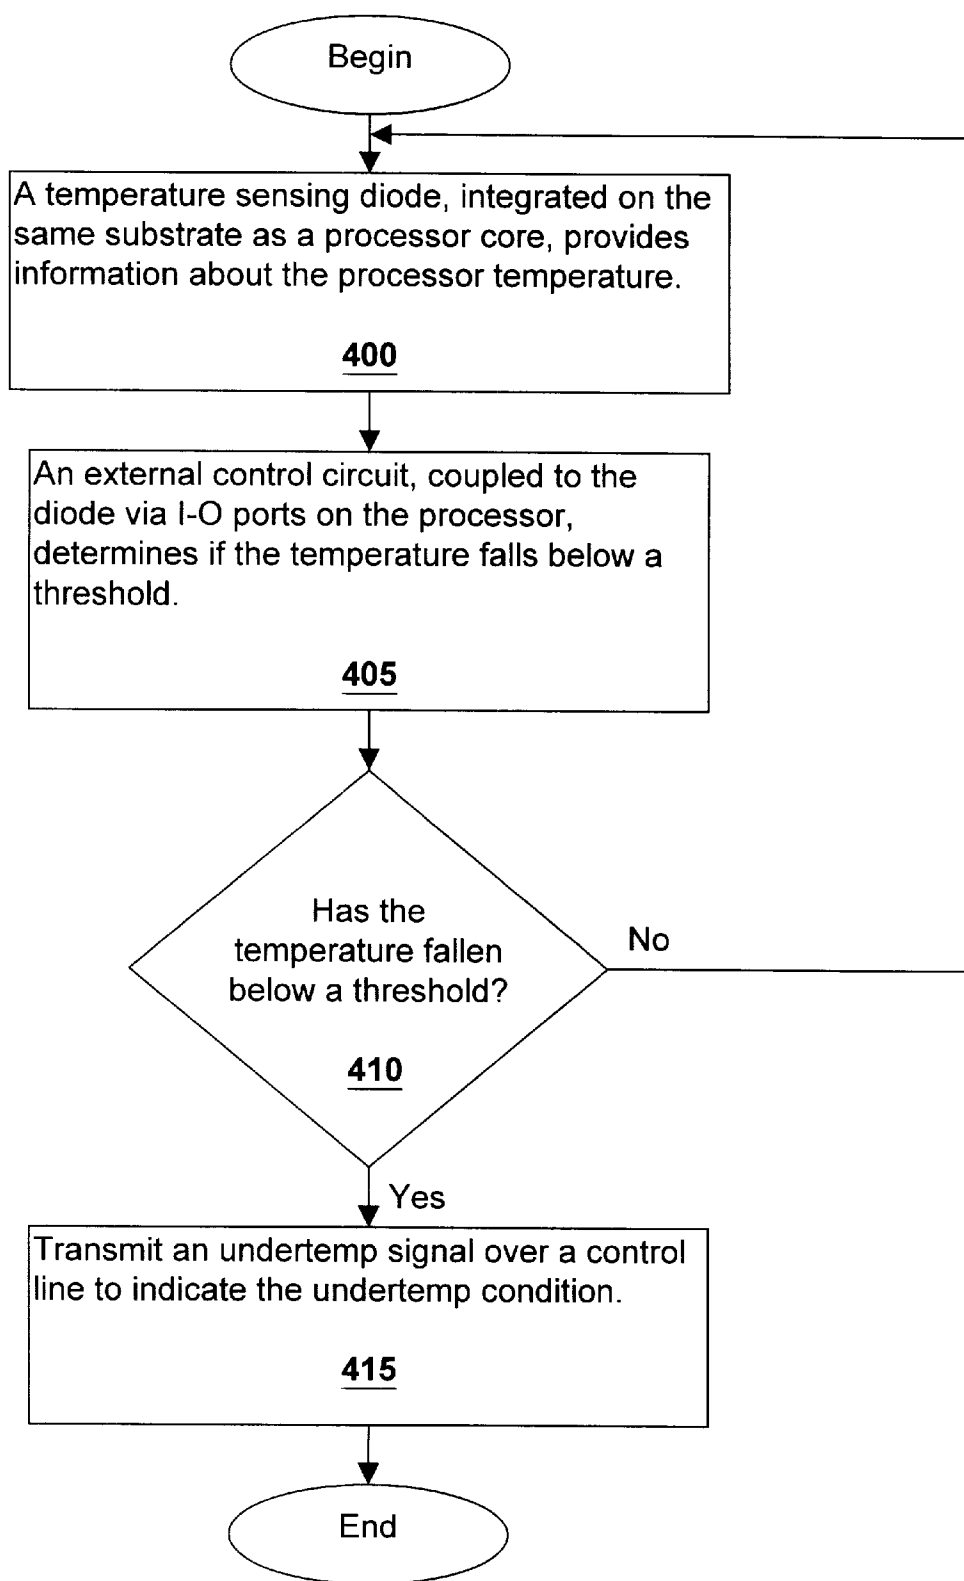 Begin
A temperature sensing diode, integrated on the
same substrate as a processor core, provides
information about the processor temperature.
400
An external control circuit, coupled to the
diode via I-O ports on the processor,
determines if the temperature falls below a
threshold.
405
Has the
temperature fallen
below a threshold?
410
No
Yes
Transmit an undertemp signal over a control
line to indicate the undertemp condition.
415
End